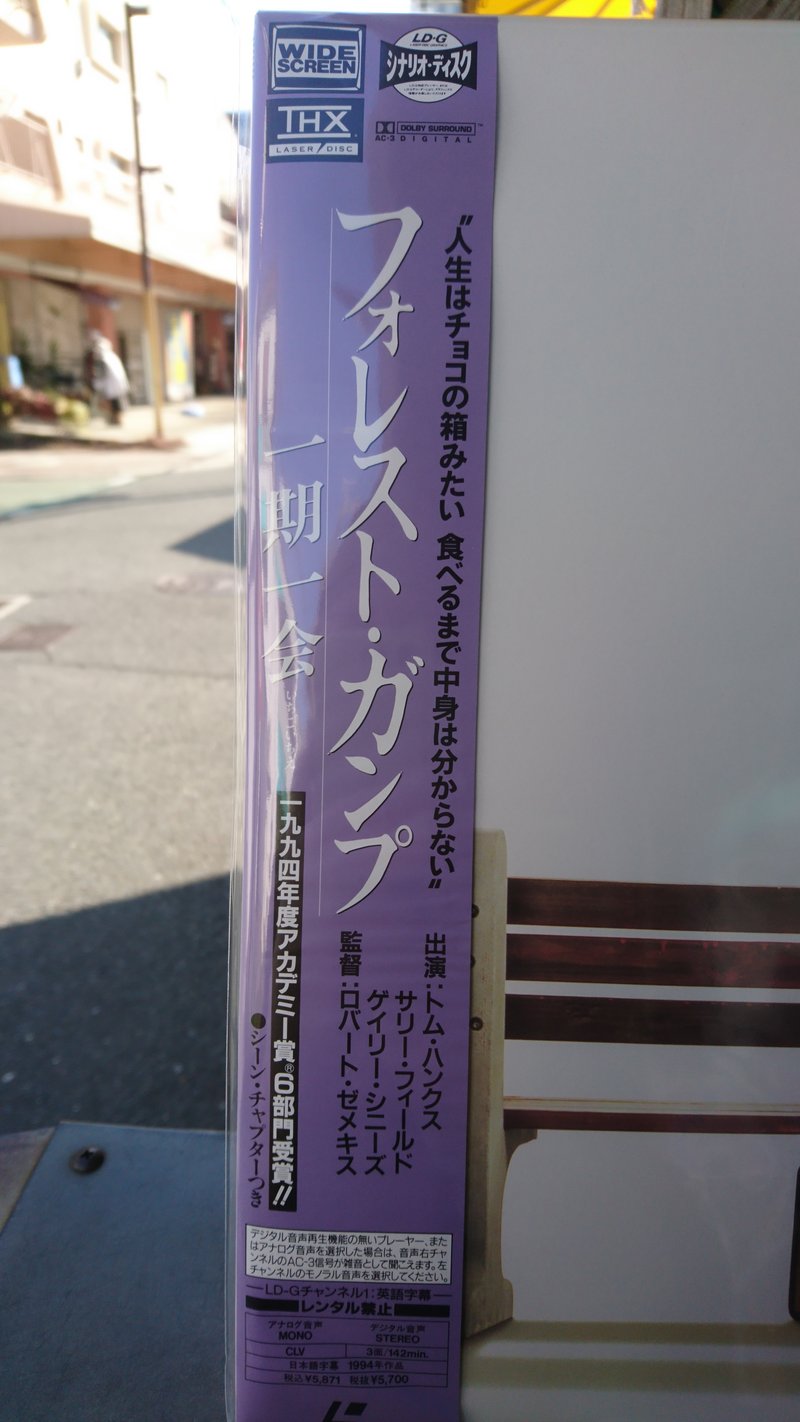 WIDE
SCREEN
LD-G
シナリオ・ディスク
THX
LASER DISC
DOLBY SURROUND
AC-3 DIGITAL
〝人生はチョコの箱みたい 食べるまで中身は分からない〟
フォレスト・ガンプ
一期一会
いちごいちえ
出演:トム・ハンクス
サリー・フィールド
ゲイリー・シニーズ
監督:ロバート・ゼメキス
一九九四年度アカデミー賞®6部門受賞!!
●シーン・チャプターつき
デジタル音声再生機能の無いプレーヤー、また
はアナログ音声を選択した場合は、音声右チャ
ンネルのAC-3信号が雑音として聞こえます。左
チャンネルのモノラル音声を選択してください。
LD-Gチャンネル1:英語字幕
レンタル禁止
アナログ音声 デジタル音声
MONO STEREO
CLV 3面/142min.
日本語字幕 1994年作品
税込¥5,871 税抜¥5,700